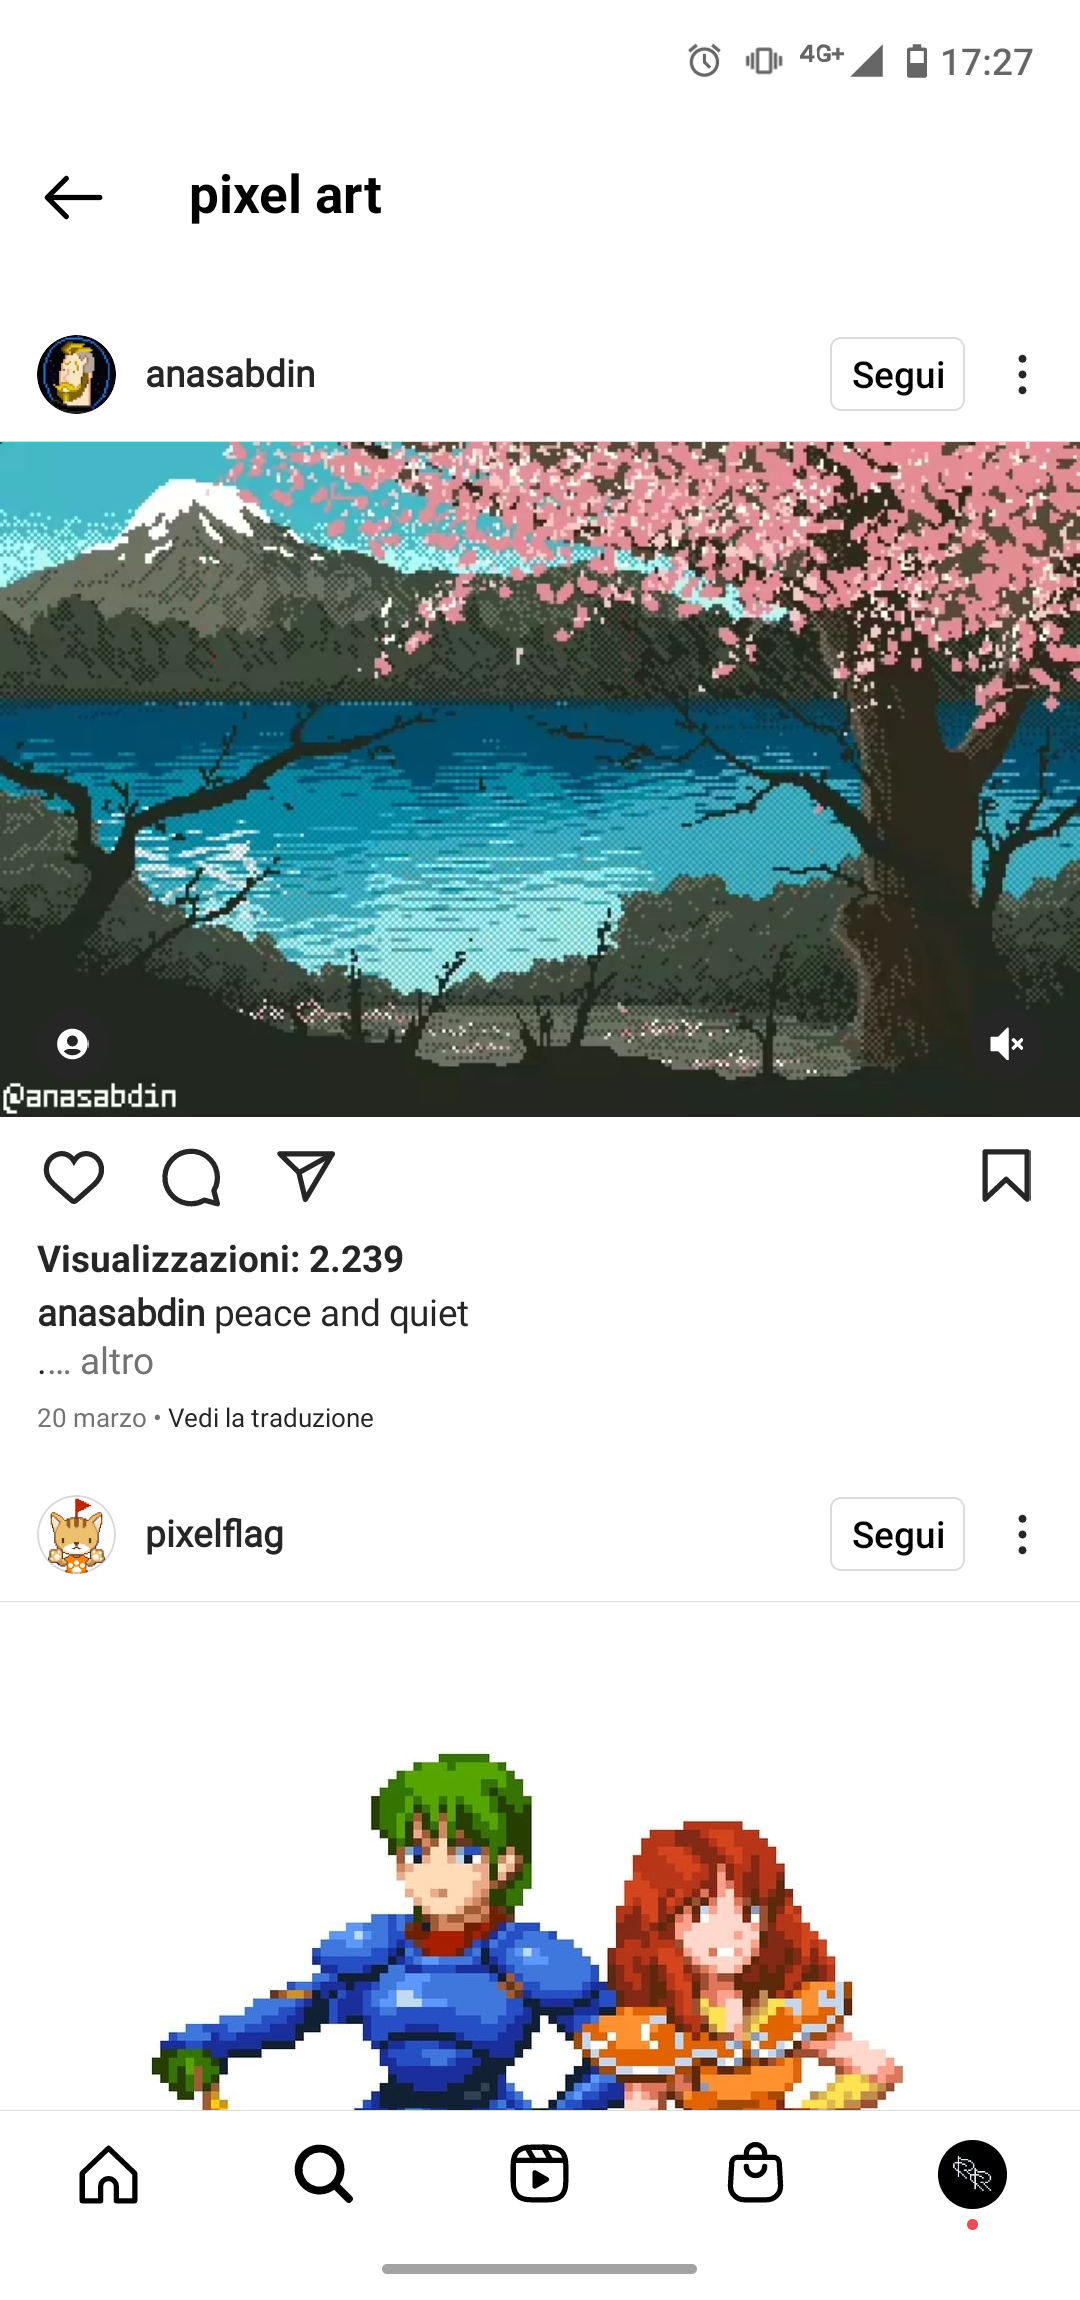 4G+ 17:27
pixel art
anasabdin Segui
@anasabdin
Visualizzazioni: 2.239
anasabdin peace and quiet
.... altro
20 marzo • Vedi la traduzione
pixelflag Segui